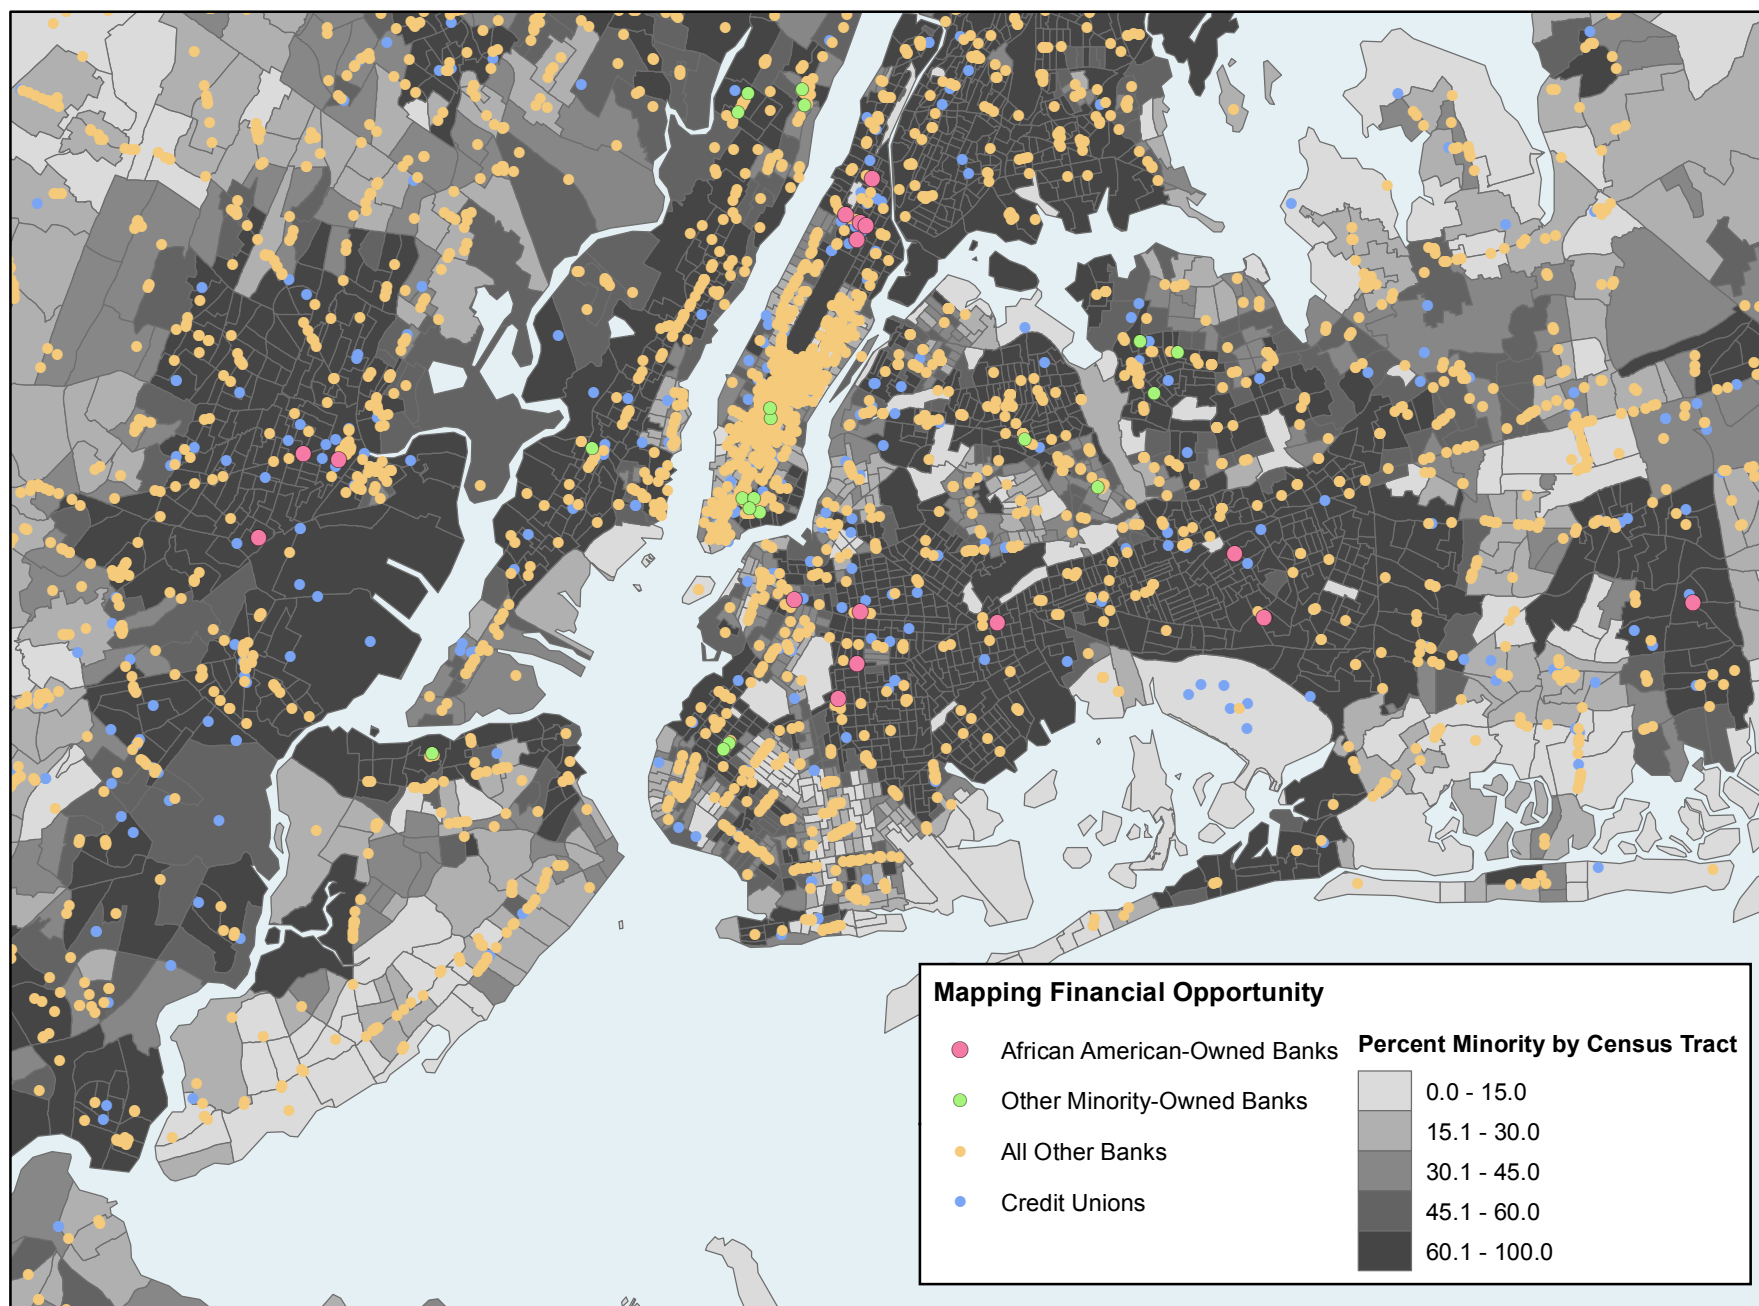 Mapping Financial Opportunity
African American-Owned Banks
Other Minority-Owned Banks
All Other Banks
Credit Unions
Percent Minority by Census Tract
0.0 - 15.0
15.1 - 30.0
30.1 - 45.0
45.1 - 60.0
60.1 - 100.0